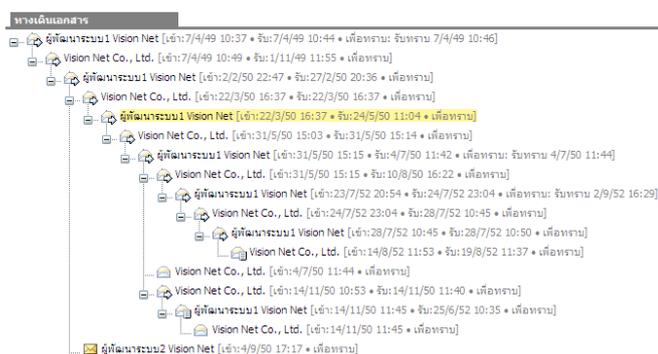 ทางเดินเอกสาร
ผู้พัฒนาระบบ1 Vision Net [เข้า:7/4/49 10:37 • รับ:7/4/49 10:44 • เพื่อทราบ: รับทราบ 7/4/49 10:46]
Vision Net Co., Ltd. [เข้า:7/4/49 10:49 • รับ:1/11/49 11:55 • เพื่อทราบ]
ผู้พัฒนาระบบ1 Vision Net [เข้า:2/2/50 22:47 • รับ:27/2/50 20:36 • เพื่อทราบ]
Vision Net Co., Ltd. [เข้า:22/3/50 16:37 • รับ:22/3/50 16:37 • เพื่อทราบ]
ผู้พัฒนาระบบ1 Vision Net [เข้า:22/3/50 16:37 • รับ:24/5/50 11:04 • เพื่อทราบ]
Vision Net Co., Ltd. [เข้า:31/5/50 15:03 • รับ:31/5/50 15:14 • เพื่อทราบ]
ผู้พัฒนาระบบ1 Vision Net [เข้า:31/5/50 15:15 • รับ:4/7/50 11:42 • เพื่อทราบ: รับทราบ 4/7/50 11:44]
Vision Net Co., Ltd. [เข้า:31/5/50 15:15 • รับ:10/8/50 16:22 • เพื่อทราบ]
ผู้พัฒนาระบบ1 Vision Net [เข้า:23/7/52 20:54 • รับ:24/7/52 23:04 • เพื่อทราบ: รับทราบ 2/9/52 16:29]
Vision Net Co., Ltd. [เข้า:24/7/52 23:04 • รับ:28/7/52 10:45 • เพื่อทราบ]
ผู้พัฒนาระบบ1 Vision Net [เข้า:28/7/52 10:45 • รับ:28/7/52 10:50 • เพื่อทราบ]
Vision Net Co., Ltd. [เข้า:14/8/52 11:53 • รับ:19/8/52 11:37 • เพื่อทราบ]
Vision Net Co., Ltd. [เข้า:4/7/50 11:44 • เพื่อทราบ]
Vision Net Co., Ltd. [เข้า:14/11/50 10:53 • รับ:14/11/50 11:40 • เพื่อทราบ]
ผู้พัฒนาระบบ1 Vision Net [เข้า:14/11/50 11:45 • รับ:25/6/52 10:35 • เพื่อทราบ]
Vision Net Co., Ltd. [เข้า:14/11/50 11:45 • เพื่อทราบ]
ผู้พัฒนาระบบ2 Vision Net [เข้า:4/9/50 17:17 • เพื่อทราบ]